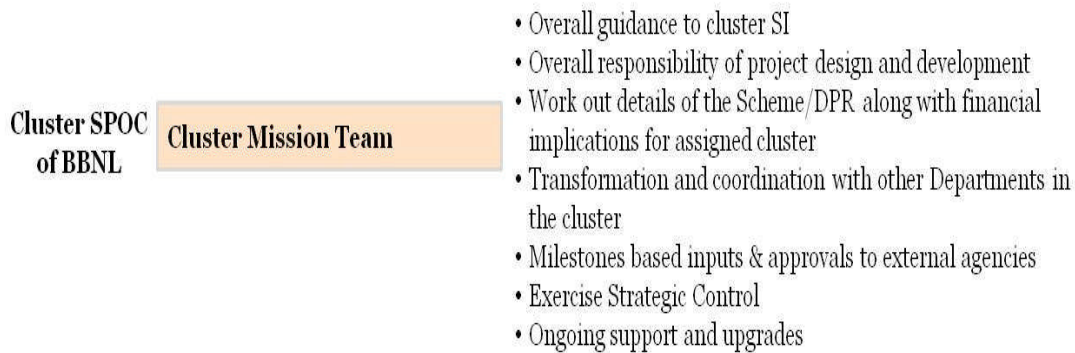 Cluster SPOC
of BBNL
Cluster Mission Team
• Overall guidance to cluster SI
• Overall responsibility of project design and development
• Work out details of the Scheme/DPR along with financial
implications for assigned cluster
• Transformation and coordination with other Departments in
the cluster
• Milestones based inputs & approvals to external agencies
• Exercise Strategic Control
• Ongoing support and upgrades